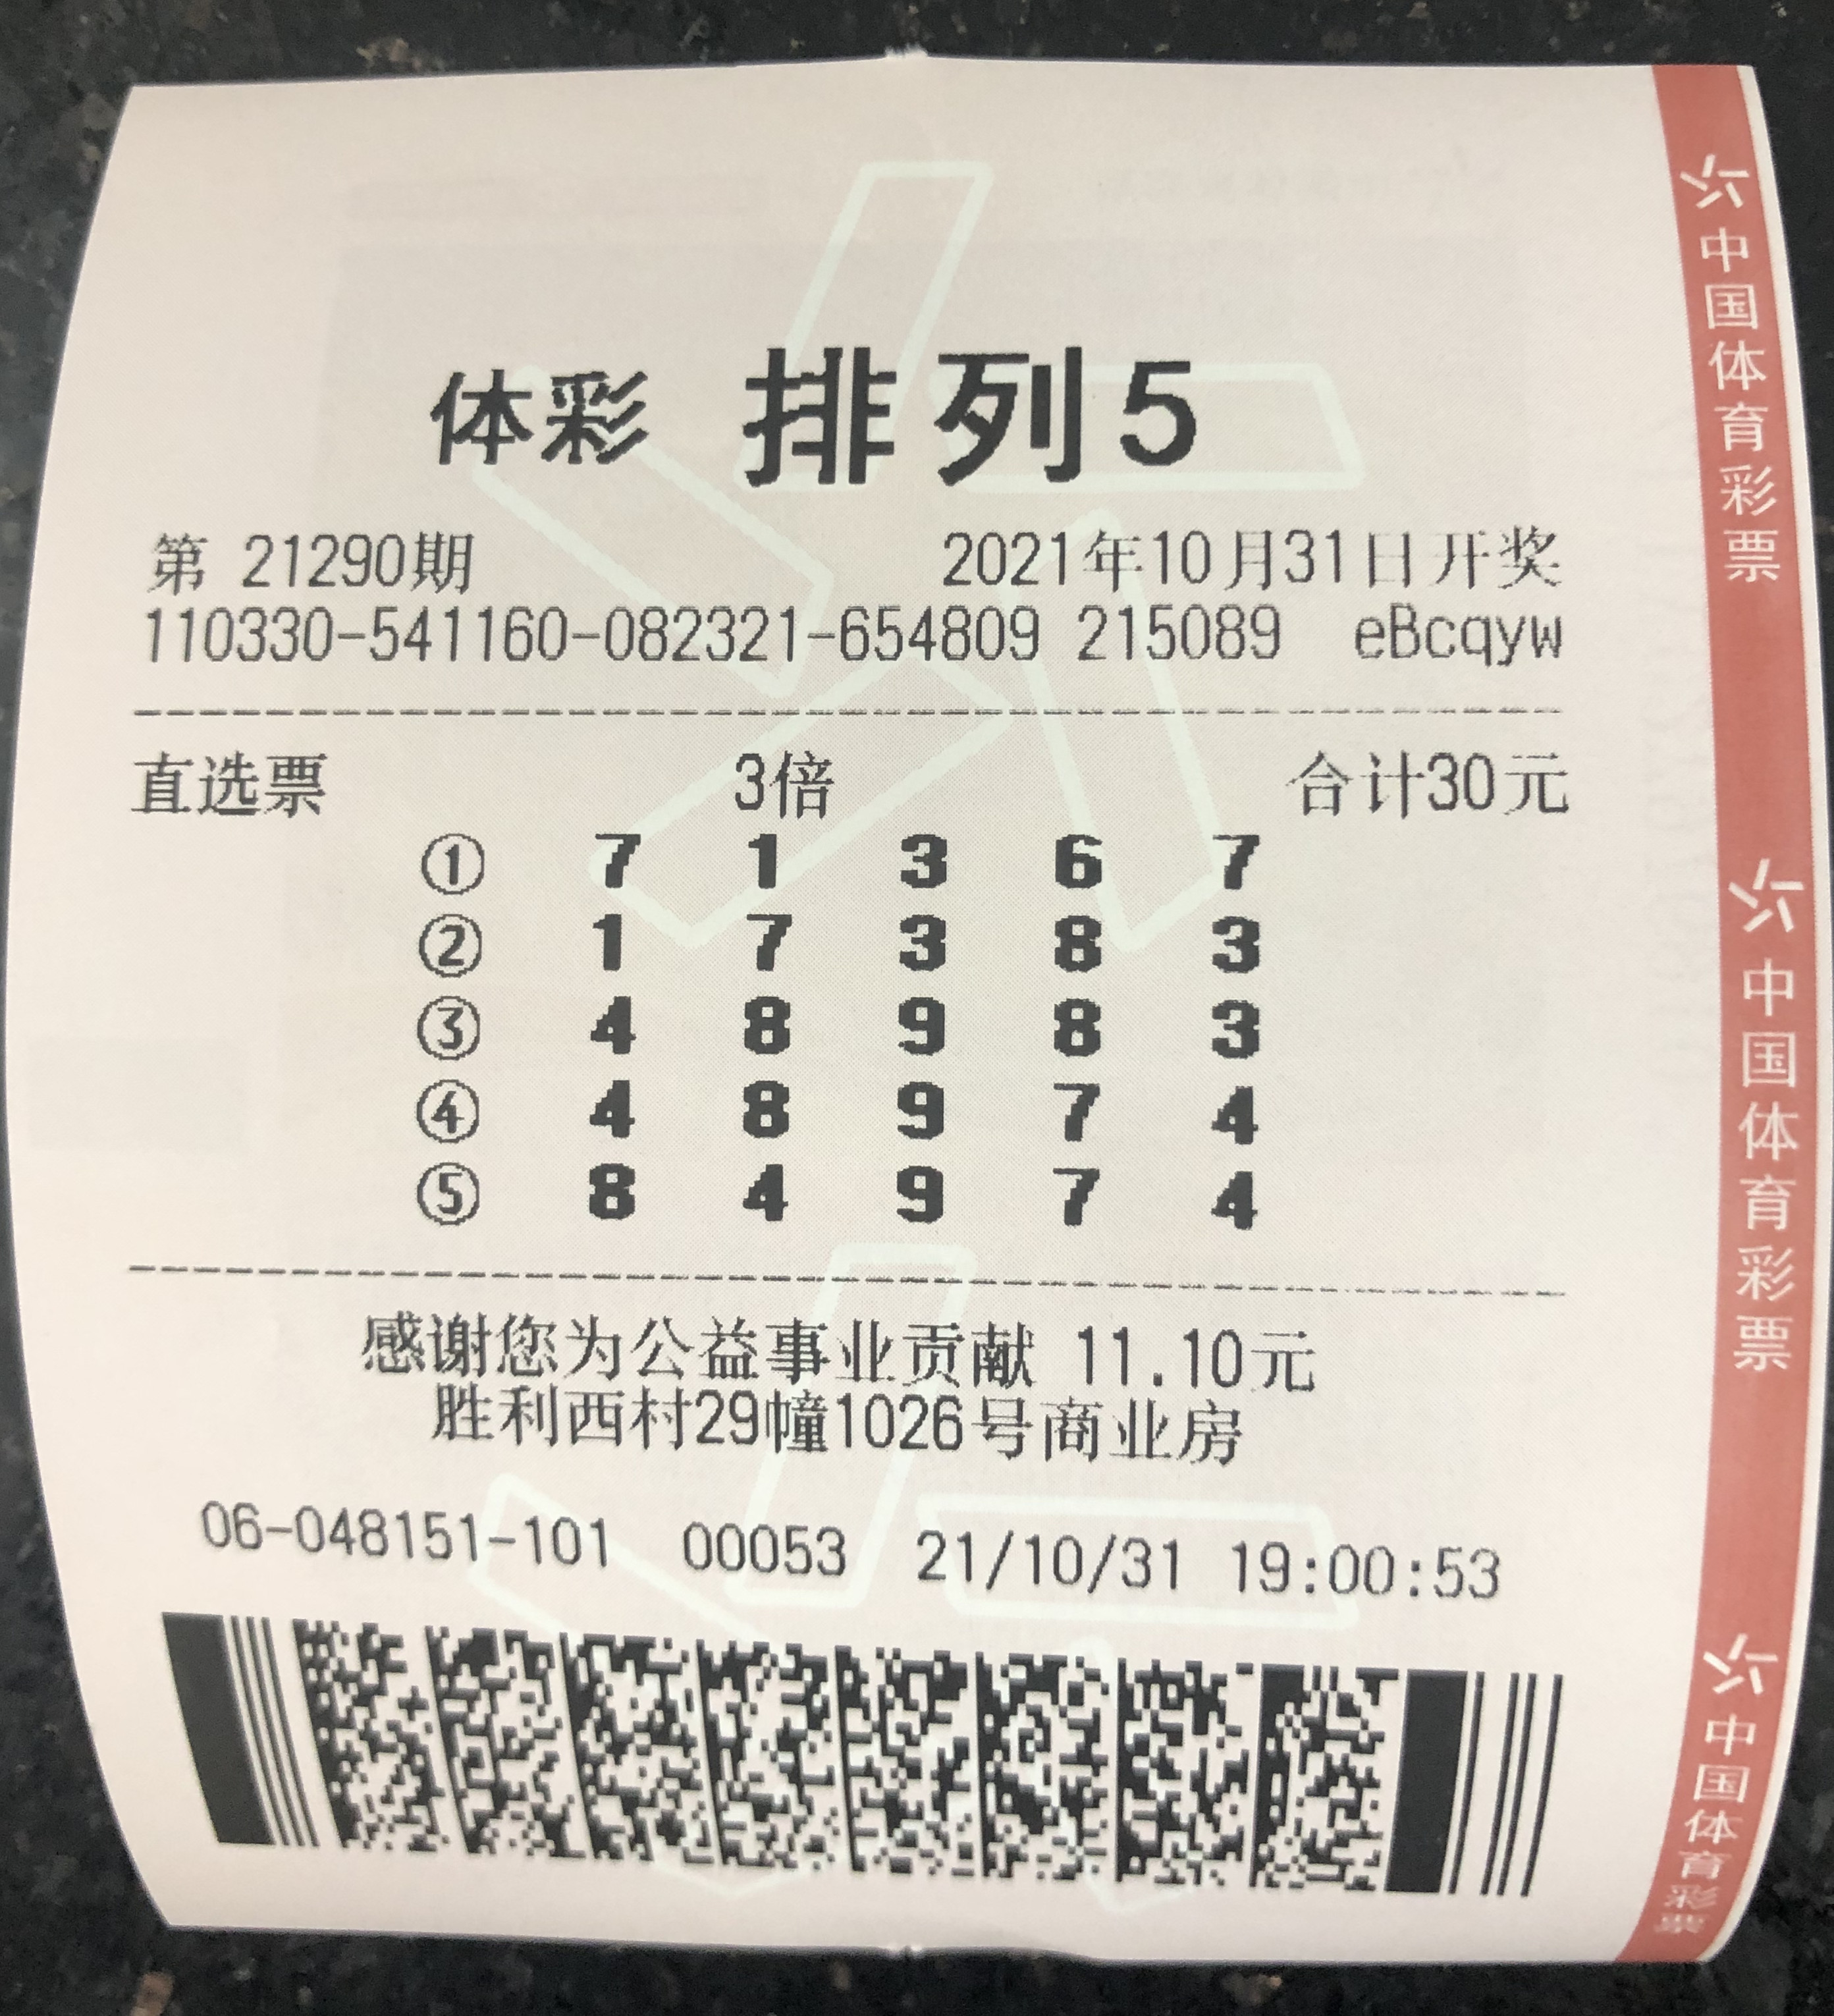 体彩 排列5
第 21290期 2021年10月31日开奖
110330-541160-082321-654809 215089 eBcqyw
直选票 3倍 合计30元
① 7 1 3 6 7
② 1 7 3 8 3
③ 4 8 9 8 3
④ 4 8 9 7 4
⑤ 8 4 9 7 4
感谢您为公益事业贡献 11.10元
胜利西村29幢1026号商业房
06-048151-101 00053 21/10/31 19:00:53
中国体育彩票
中国体育彩票
中国体育彩票